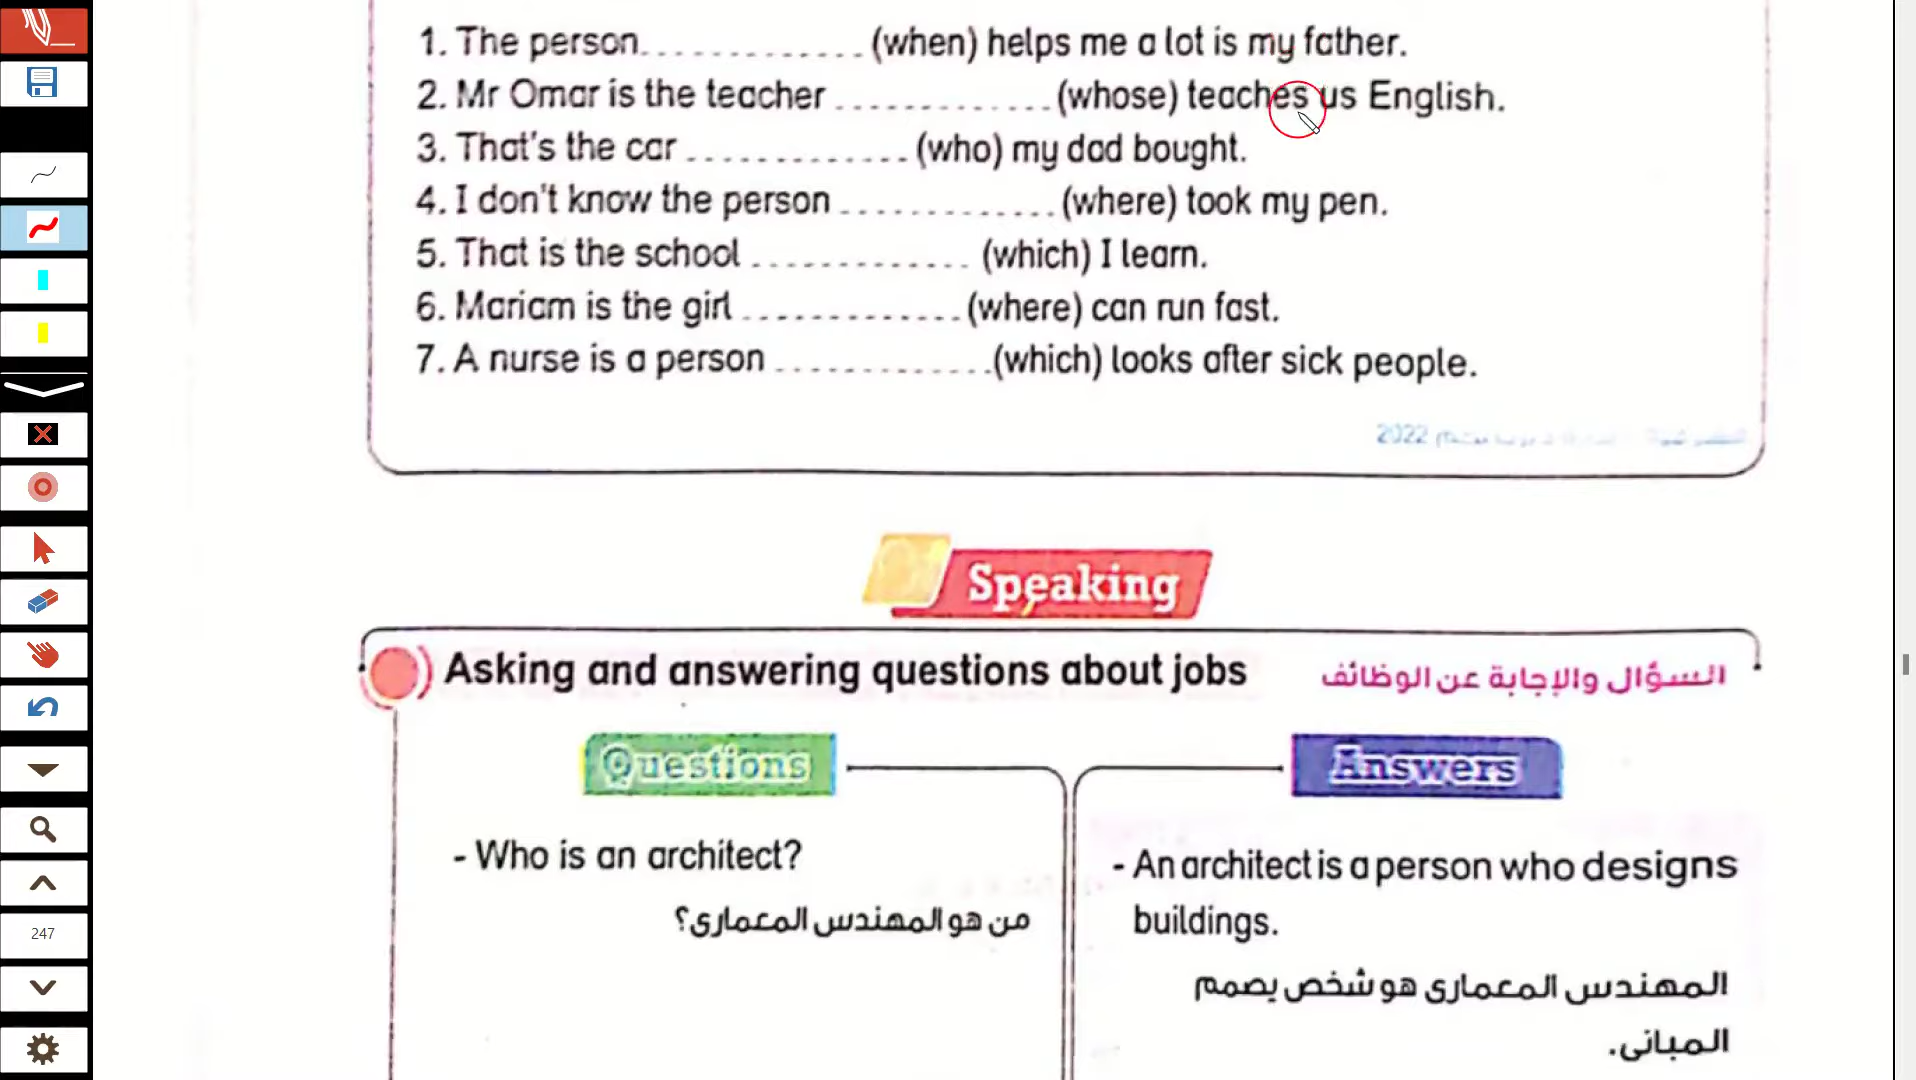 1. The person.............. (when) helps me a lot is my father.
2. Mr Omar is the teacher .............. (whose) teaches us English.
3. That's the car .............. (who) my dad bought.
4. I don't know the person .............. (where) took my pen.
5. That is the school .............. (which) I learn.
6. Mariam is the girl .............. (where) can run fast.
7. A nurse is a person ..............(which) looks after sick people.
2022
Speaking
Asking and answering questions about jobs السؤال والإجابة عن الوظائف
Questions
Answers
- Who is an architect?
من هو المهندس المعمارى؟
- An architect is a person who designs
buildings.
المهندس المعمارى هو شخص يصمم
المبانى.
247